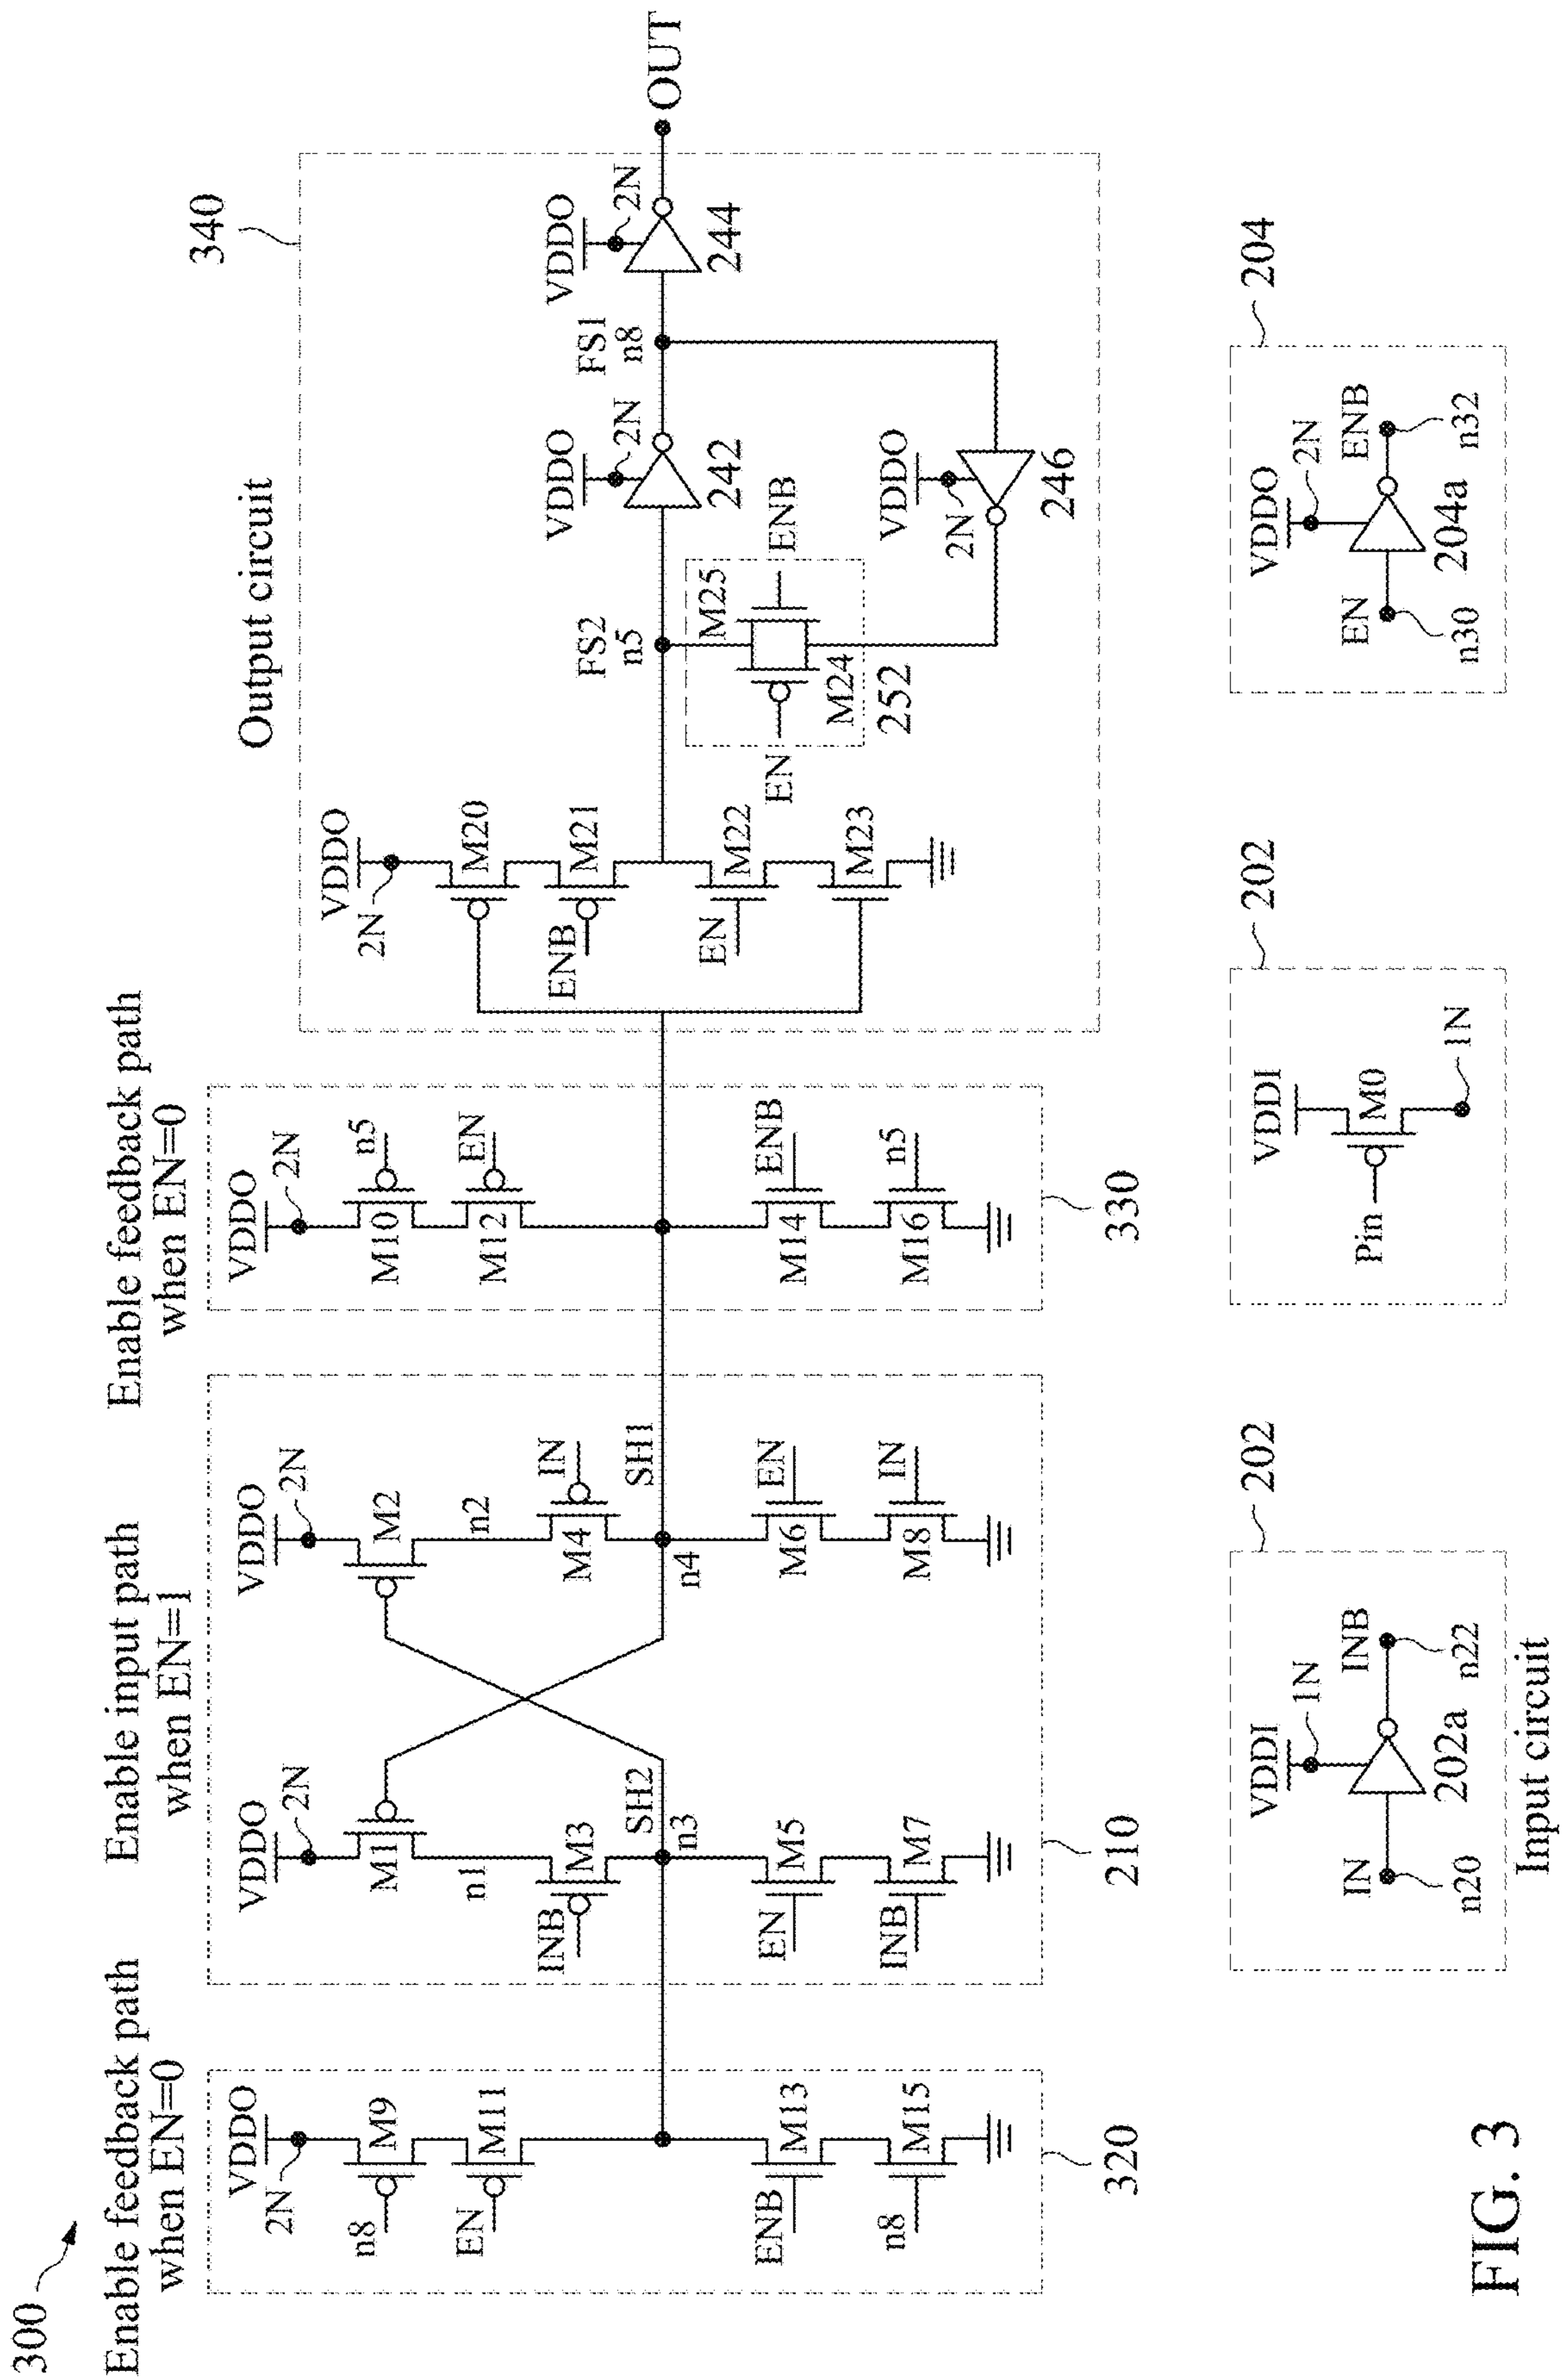 300
Enable feedback path
when EN=0
Enable input path
when EN=1
Enable feedback path
when EN=0
Output circuit
340
VDDO
2N
n8
M9
EN
M11
ENB
M13
n8
M15
320
VDDO
2N
M1
n1
INB
M3
SH2
n3
EN
M5
INB
M7
VDDO
2N
M2
n2
IN
M4
SH1
n4
EN
M6
IN
M8
210
VDDO
2N
n5
M10
EN
M12
ENB
M14
n5
M16
330
VDDO
2N
M20
ENB
M21
EN
M22
M23
FS2
n5
M25
ENB
EN
M24
252
VDDO
2N
242
FS1
n8
VDDO
2N
244
OUT
VDDO
2N
246
202
VDDI
1N
IN
INB
n20
202a
n22
Input circuit
202
VDDI
Pin
M0
1N
204
VDDO
2N
EN
ENB
n30
204a
n32
FIG. 3